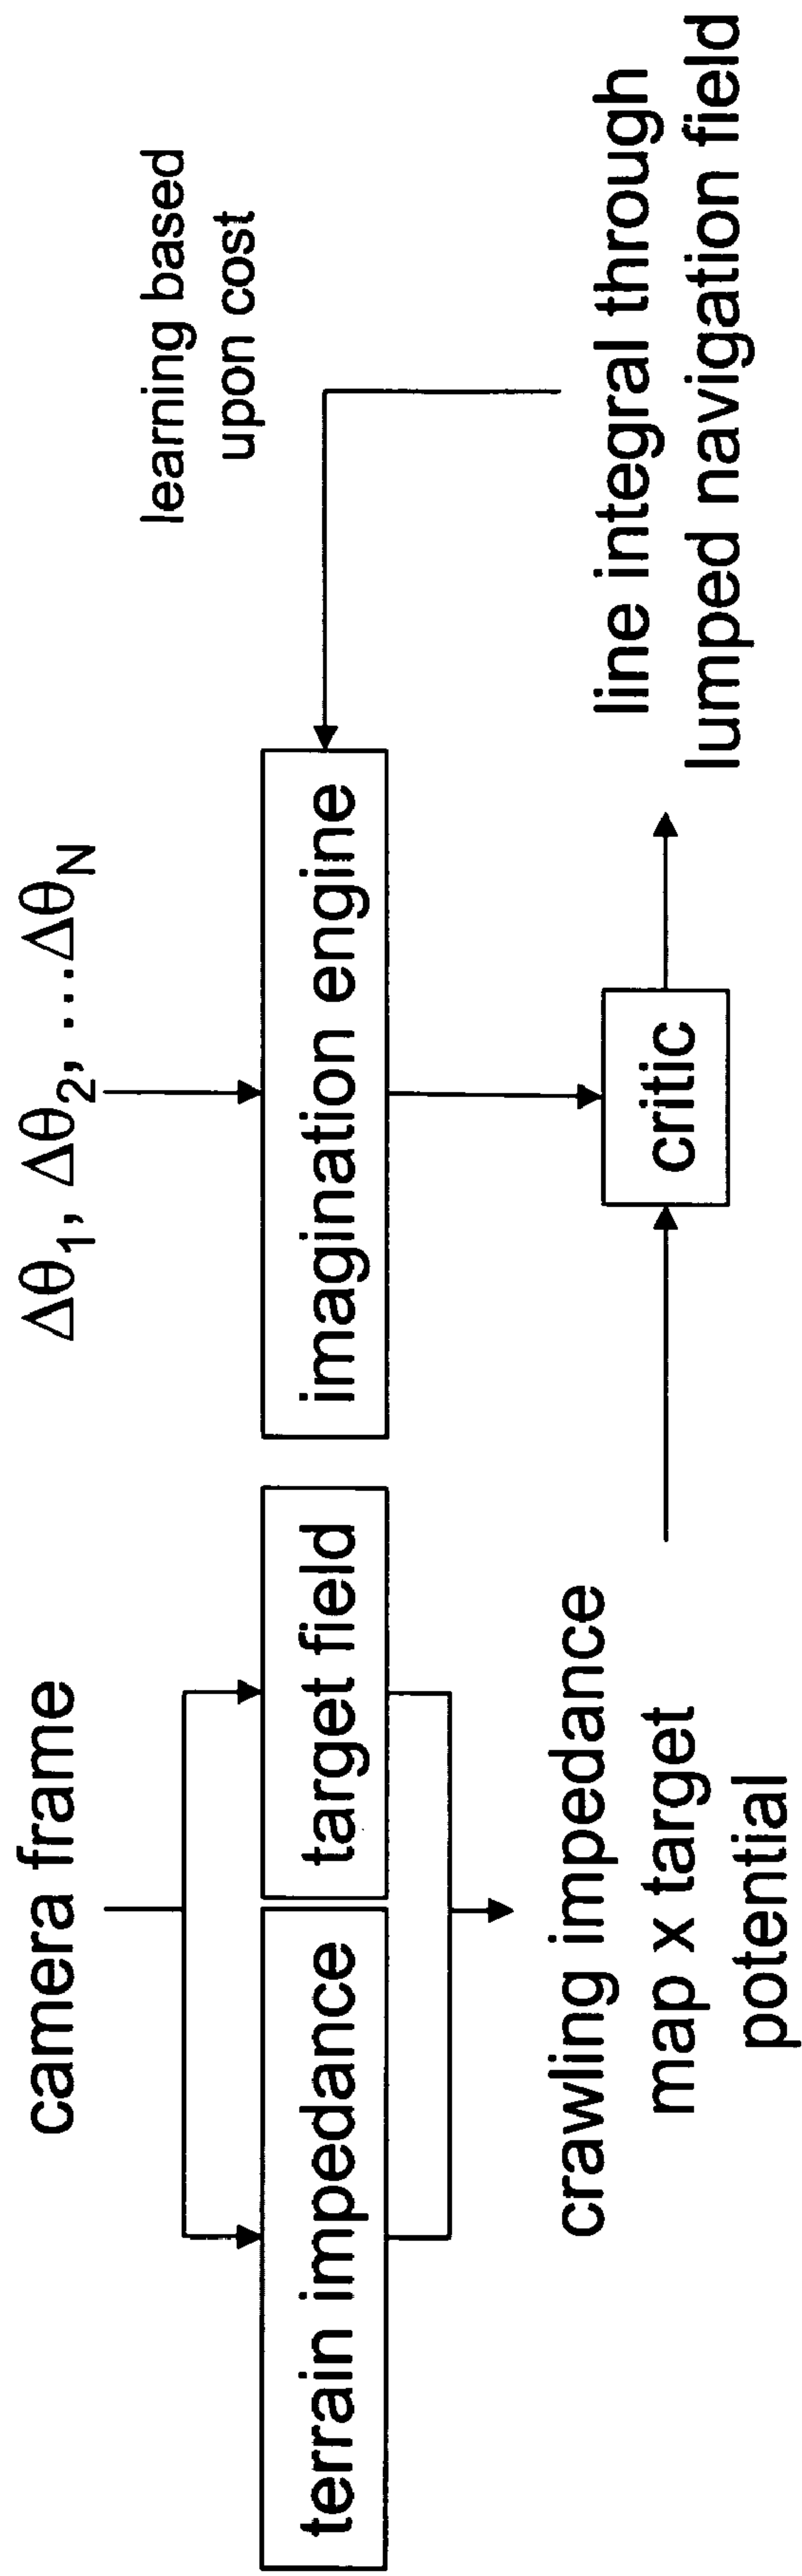 camera frame
Δθ₁, Δθ₂, …Δθ_N
learning based
upon cost
terrain impedance
target field
imagination engine
crawling impedance
map x target
potential
critic
line integral through
lumped navigation field